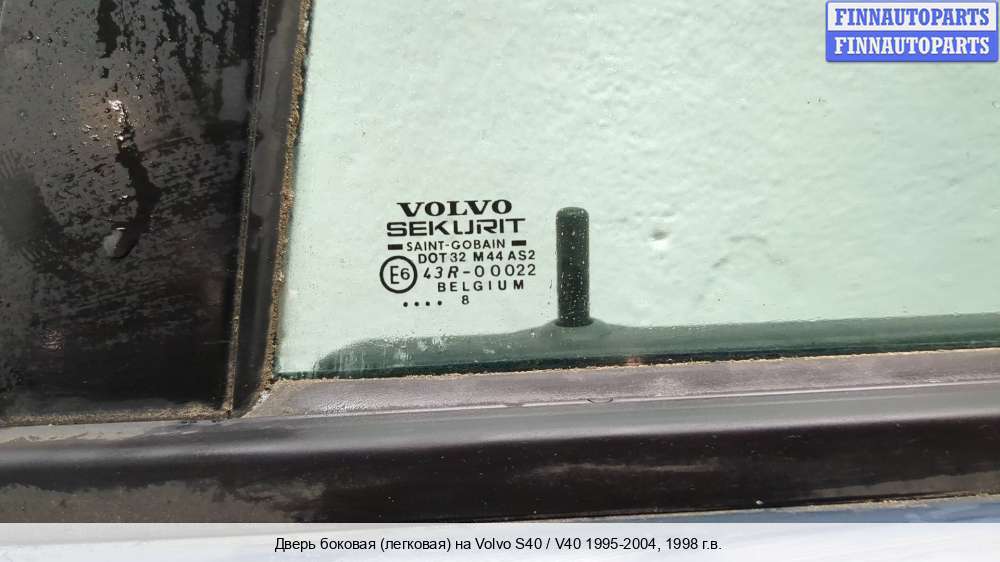 FINNAUTOPARTS
FINNAUTOPARTS
VOLVO
SEKURIT
SAINT-GOBAIN
DOT 32 M44 AS2
E6 43R-00022
BELGIUM
.... 8
Дверь боковая (легковая) на Volvo S40 / V40 1995-2004, 1998 г.в.